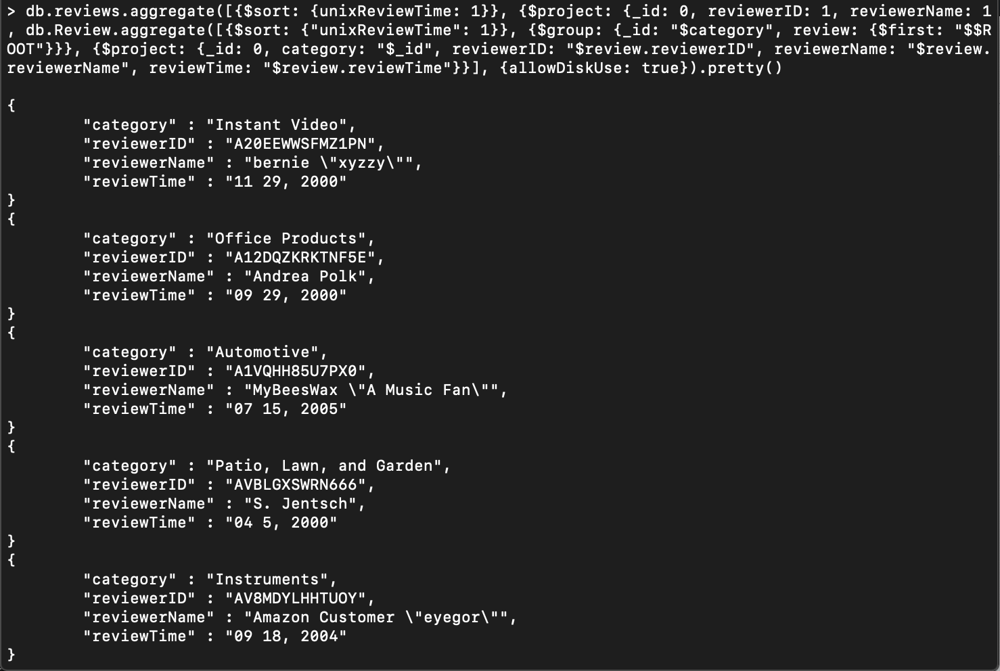 > db.reviews.aggregate([{$sort: {unixReviewTime: 1}}, {$project: {_id: 0, reviewerID: 1, reviewerName: 1
, db.Review.aggregate([{$sort: {"unixReviewTime": 1}}, {$group: {_id: "$category", review: {$first: "$$R
OOT"}}}, {$project: {_id: 0, category: "$_id", reviewerID: "$review.reviewerID", reviewerName: "$review.
reviewerName", reviewTime: "$review.reviewTime"}}], {allowDiskUse: true}).pretty()
{
"category" : "Instant Video",
"reviewerID" : "A20EEWWSFMZ1PN",
"reviewerName" : "bernie \"xyzzy\"",
"reviewTime" : "11 29, 2000"
}
{
"category" : "Office Products",
"reviewerID" : "A12DQZKRKTNF5E",
"reviewerName" : "Andrea Polk",
"reviewTime" : "09 29, 2000"
}
{
"category" : "Automotive",
"reviewerID" : "A1VQHH85U7PX0",
"reviewerName" : "MyBeesWax \"A Music Fan\"",
"reviewTime" : "07 15, 2005"
}
{
"category" : "Patio, Lawn, and Garden",
"reviewerID" : "AVBLGXSWRN666",
"reviewerName" : "S. Jentsch",
"reviewTime" : "04 5, 2000"
}
{
"category" : "Instruments",
"reviewerID" : "AV8MDYLHHTUOY",
"reviewerName" : "Amazon Customer \"eyegor\"",
"reviewTime" : "09 18, 2004"
}